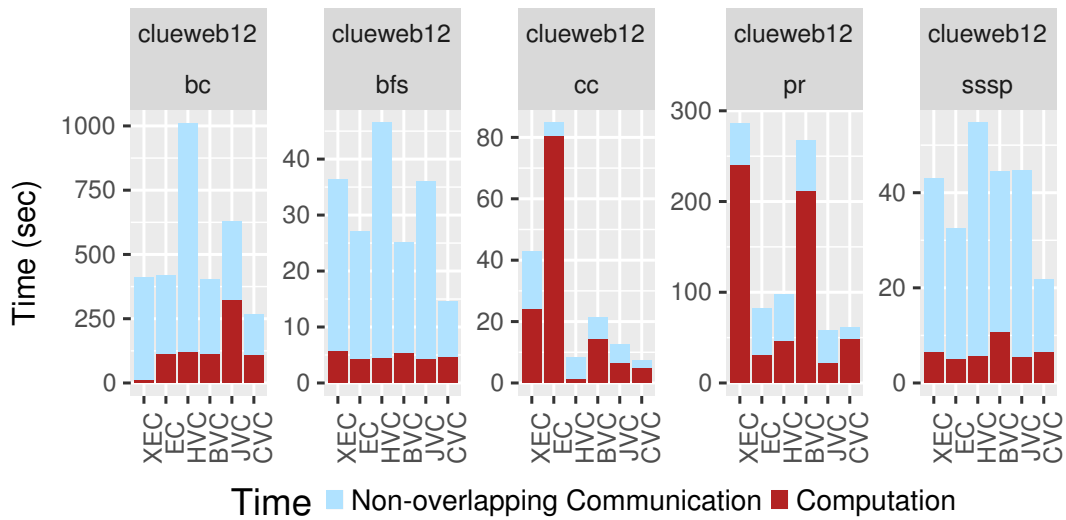 clueweb12 clueweb12 clueweb12 clueweb12 clueweb12
bc bfs cc pr sssp
Time (sec)
1000
750
500
250
0
40
30
20
10
0
80
60
40
20
0
300
200
100
0
40
20
0
XEC EC HVC BVC JVC CVC
XEC EC HVC BVC JVC CVC
XEC EC HVC BVC JVC CVC
XEC EC HVC BVC JVC CVC
XEC EC HVC BVC JVC CVC
Time Non-overlapping Communication Computation